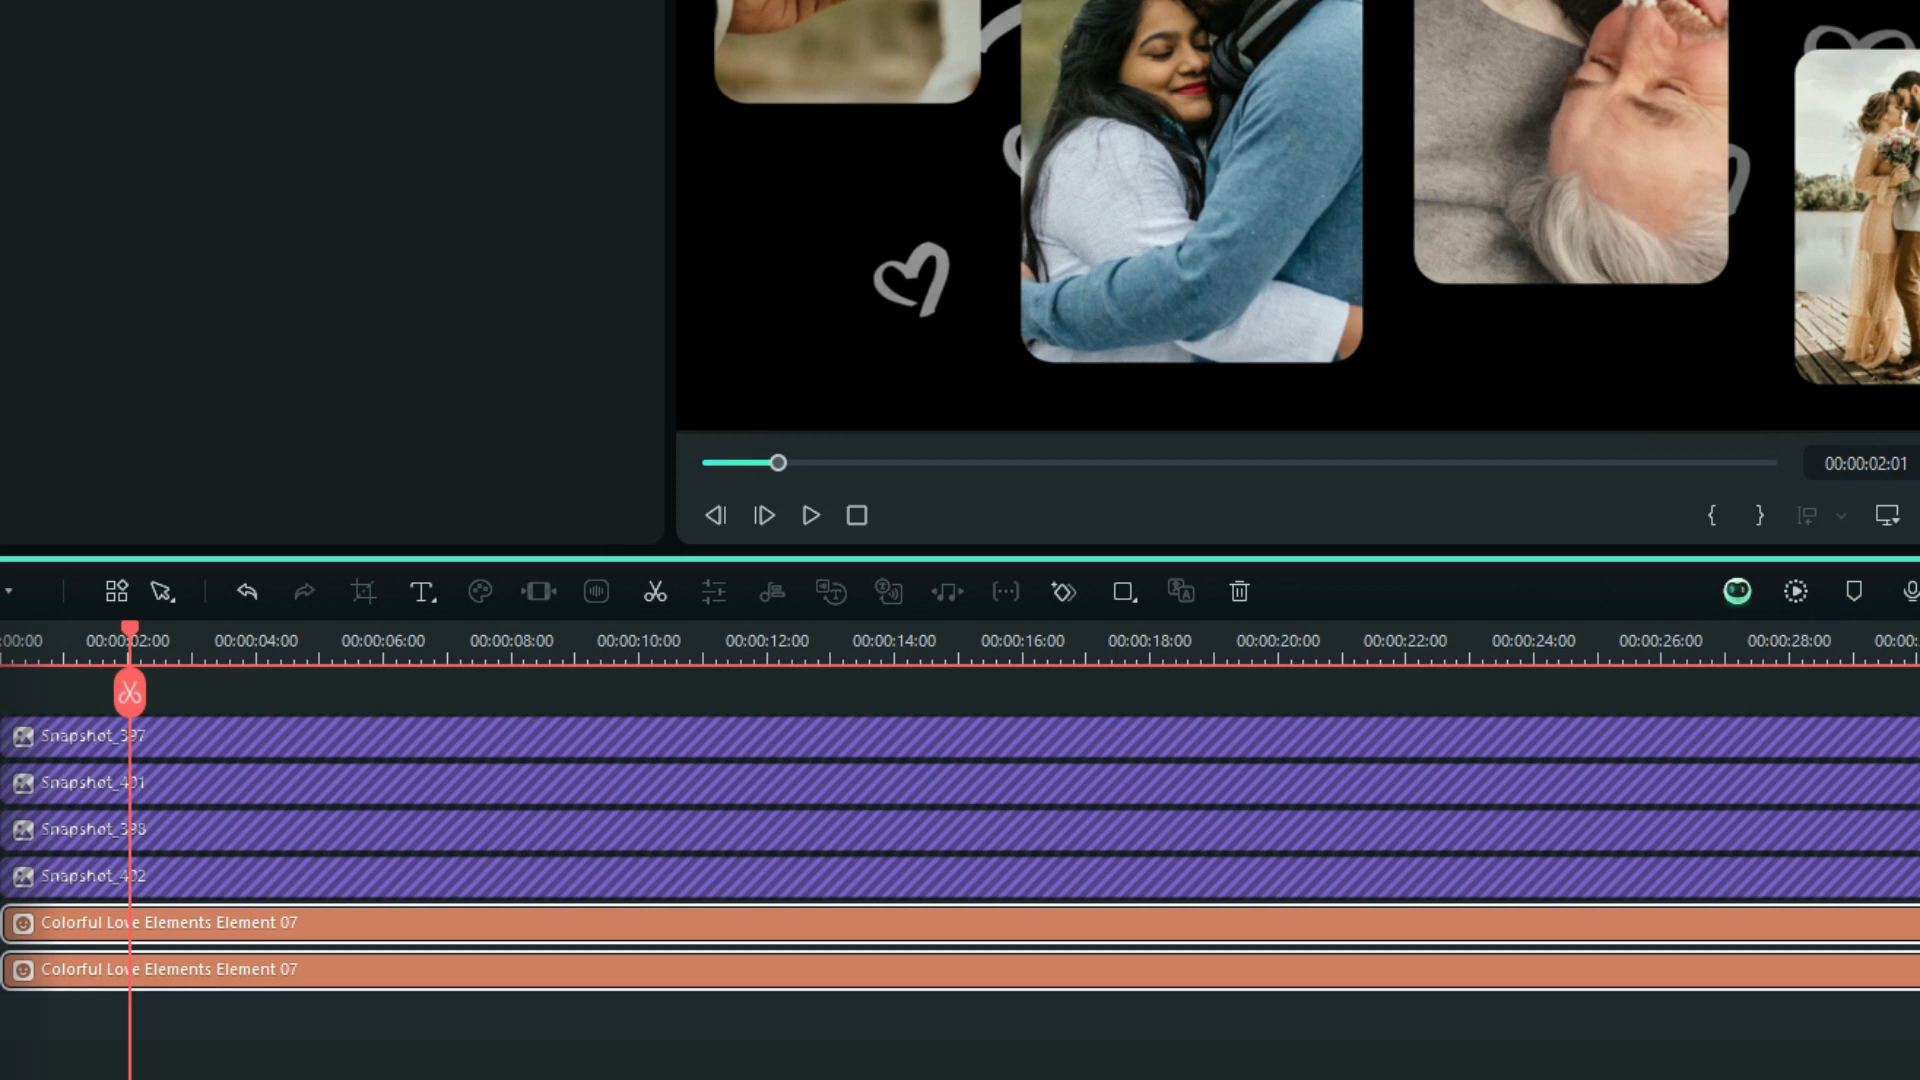 00:00:02:01
:00:00 00:00:02:00 00:00:04:00 00:00:06:00 00:00:08:00 00:00:10:00 00:00:12:00 00:00:14:00 00:00:16:00 00:00:18:00 00:00:20:00 00:00:22:00 00:00:24:00 00:00:26:00 00:00:28:00 00:00:
Snapshot_397
Snapshot_401
Snapshot_398
Snapshot_402
Colorful Love Elements Element 07
Colorful Love Elements Element 07